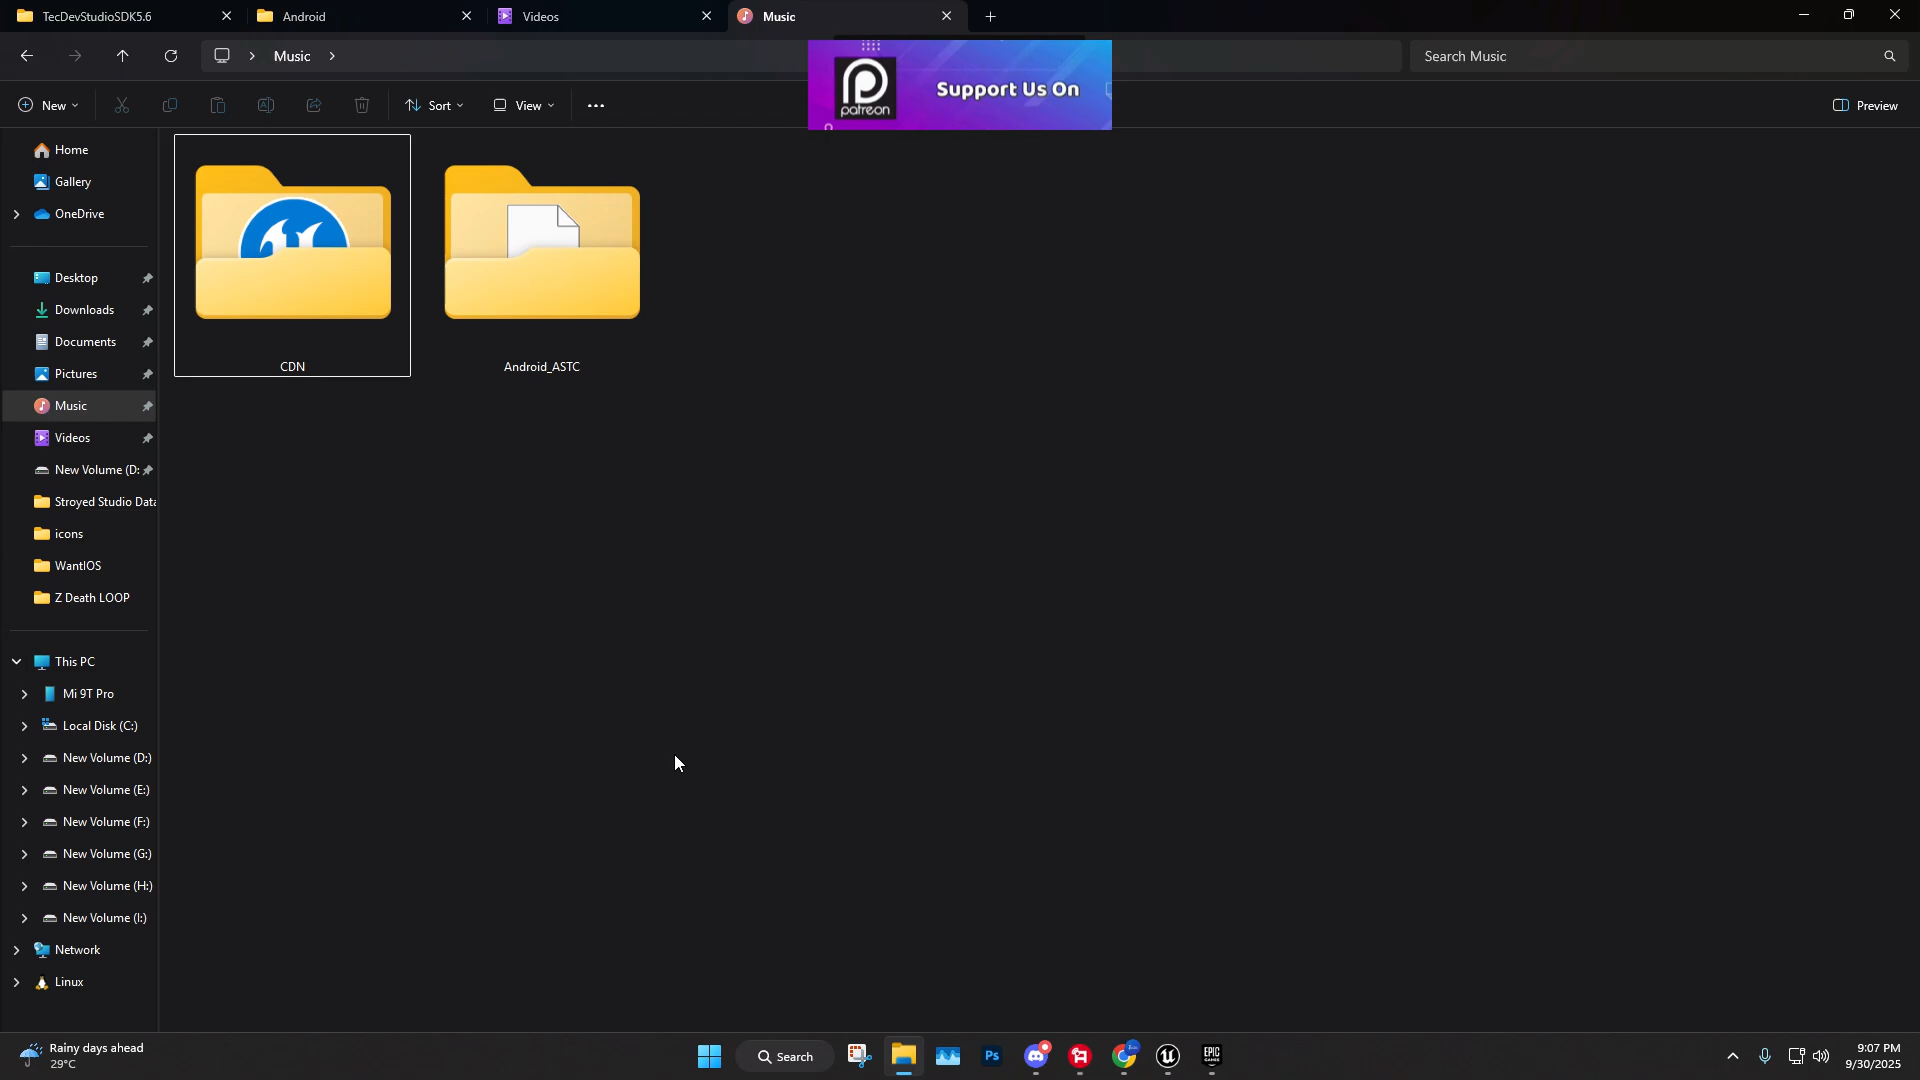 TecDevStudioSDK5.6
Android
Videos
Music
Music
Search Music
patreon
Support Us On
New
Sort
View
Preview
Home
Gallery
OneDrive
Desktop
Downloads
Documents
Pictures
Music
Videos
New Volume (D:
Stroyed Studio Data
icons
WantIOS
Z Death LOOP
This PC
Mi 9T Pro
Local Disk (C:)
New Volume (D:)
New Volume (E:)
New Volume (F:)
New Volume (G:)
New Volume (H:)
New Volume (I:)
Network
Linux
CDN
Android_ASTC
Rainy days ahead
29°C
Search
Ps
EPIC
GAMES
9:07 PM
9/30/2025